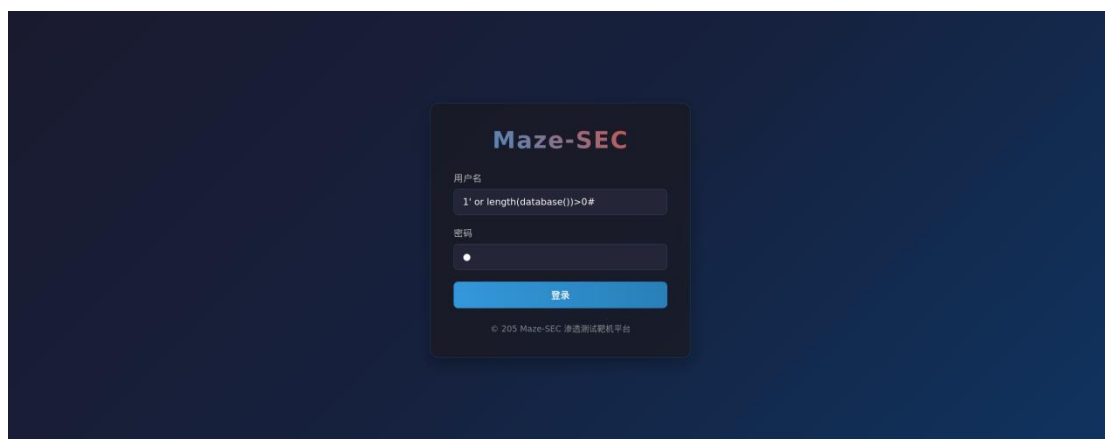 Maze-SEC
用户名
1' or length(database())>0#
密码
●
登录
© 205 Maze-SEC 渗透测试靶机平台